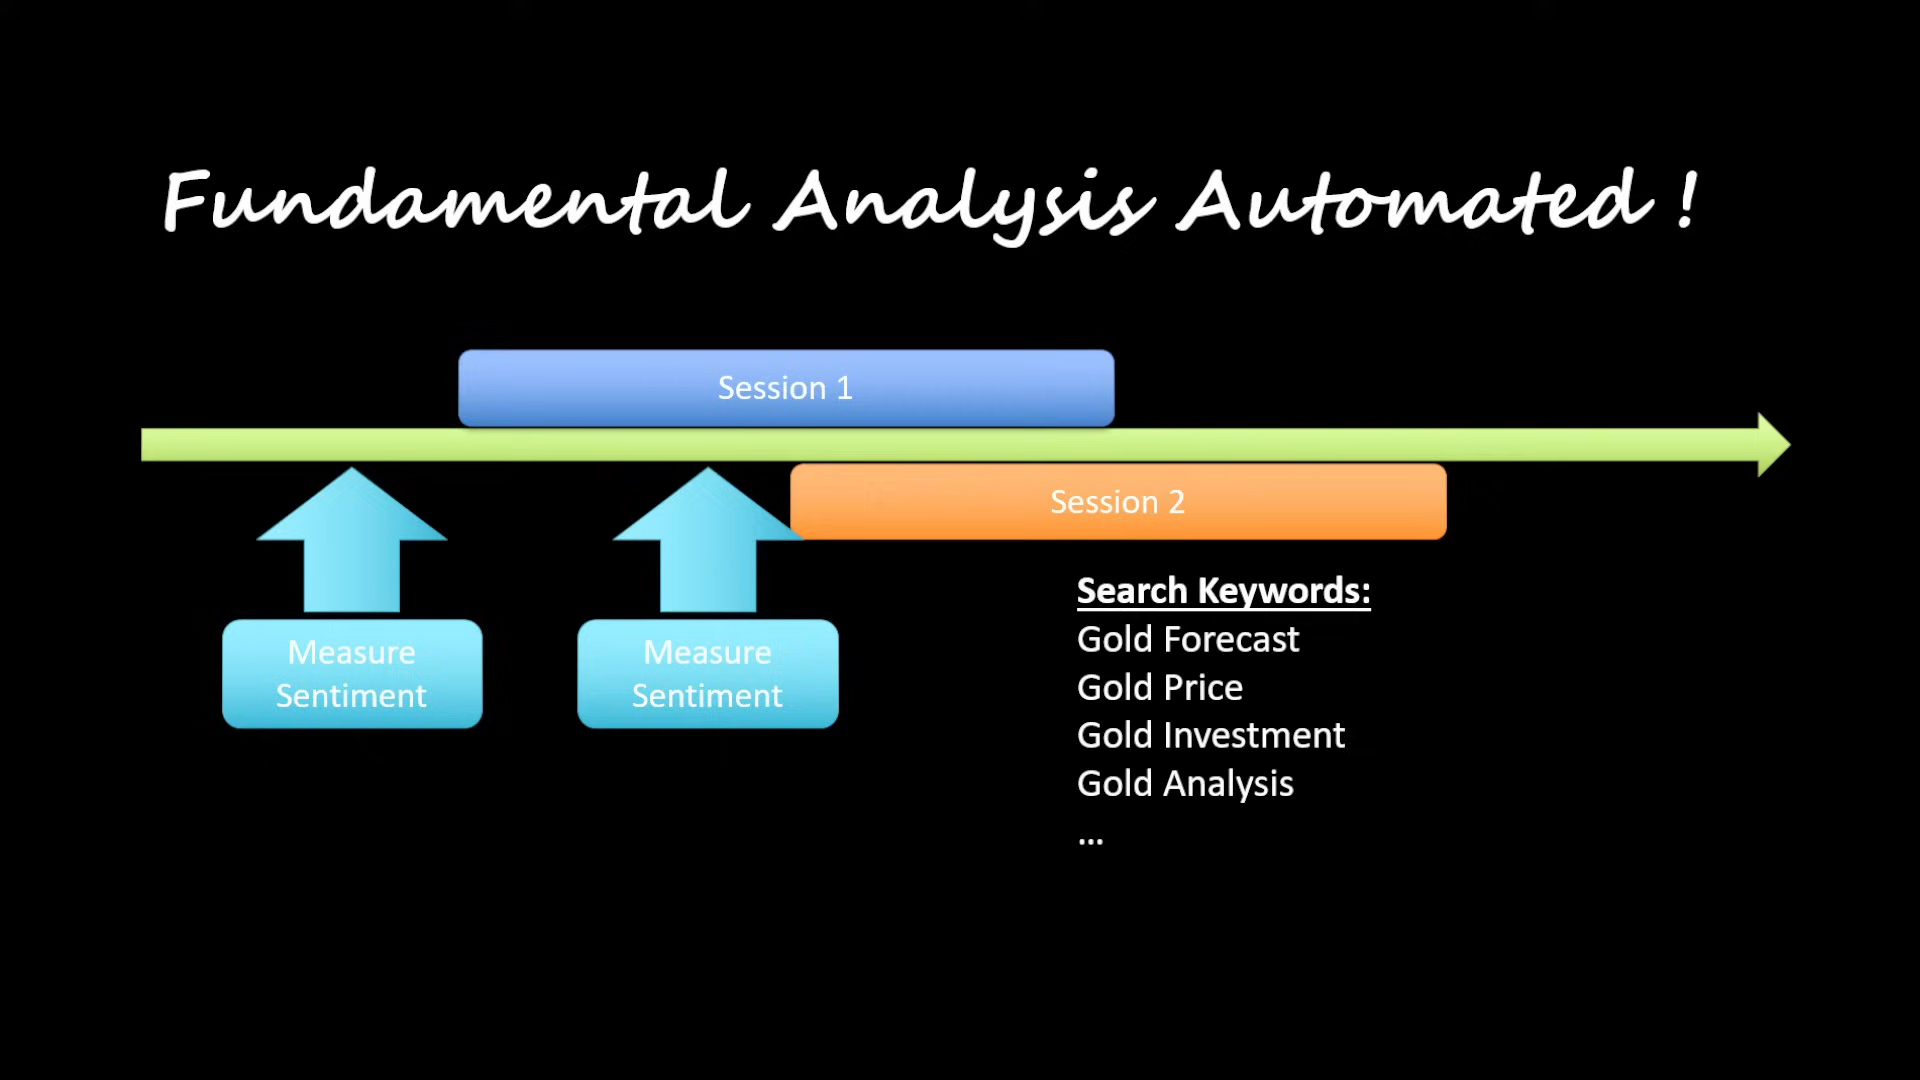 Fundamental Analysis Automated !
Session 1
Session 2
Measure
Sentiment
Measure
Sentiment
Search Keywords:
Gold Forecast
Gold Price
Gold Investment
Gold Analysis
...